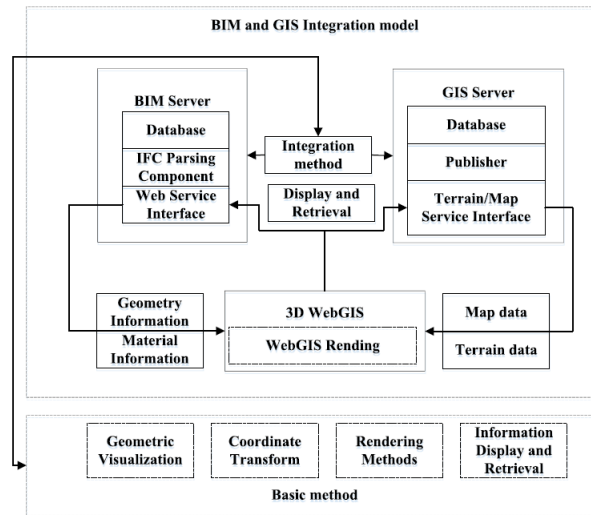 BIM and GIS Integration model
BIM Server
Database
IFC Parsing
Component
Web Service
Interface
Integration
method
Display and
Retrieval
GIS Server
Database
Publisher
Terrain/Map
Service Interface
Geometry
Information
Material
Information
3D WebGIS
WebGIS Rending
Map data
Terrain data
Geometric
Visualization
Coordinate
Transform
Rendering
Methods
Information
Display and
Retrieval
Basic method